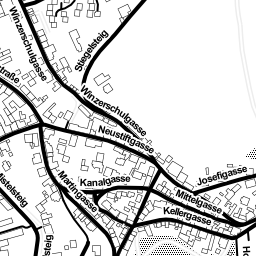 Winzerschulgasse
Stiegelsteig
Winzerschulgasse
Neustiftgasse
Josefigasse
Kanalgasse
Martingasse
Mittelgasse
Kellergasse